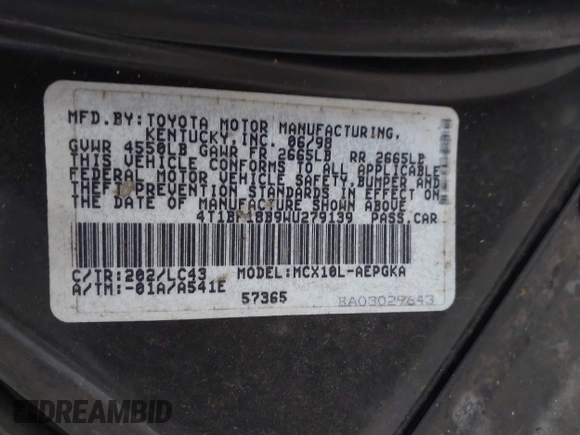 MFD.BY:TOYOTA MOTOR MANUFACTURING,
KENTUCKY, INC. 06/98
GVWR 4550LB GAWR FR 2665LB RR 2665LB
THIS VEHICLE CONFORMS TO ALL APPLICABLE
FEDERAL MOTOR VEHICLE SAFETY, BUMPER, AND
THEFT PREVENTION STANDARDS IN EFFECT ON
THE DATE OF MANUFACTURE SHOWN ABOVE.
PASS.CAR
C/TR:202/LC43 MODEL:MCX10L-AEPGKA
A/TM:-01A/A541E
57365 BA03029643
DREAMBID